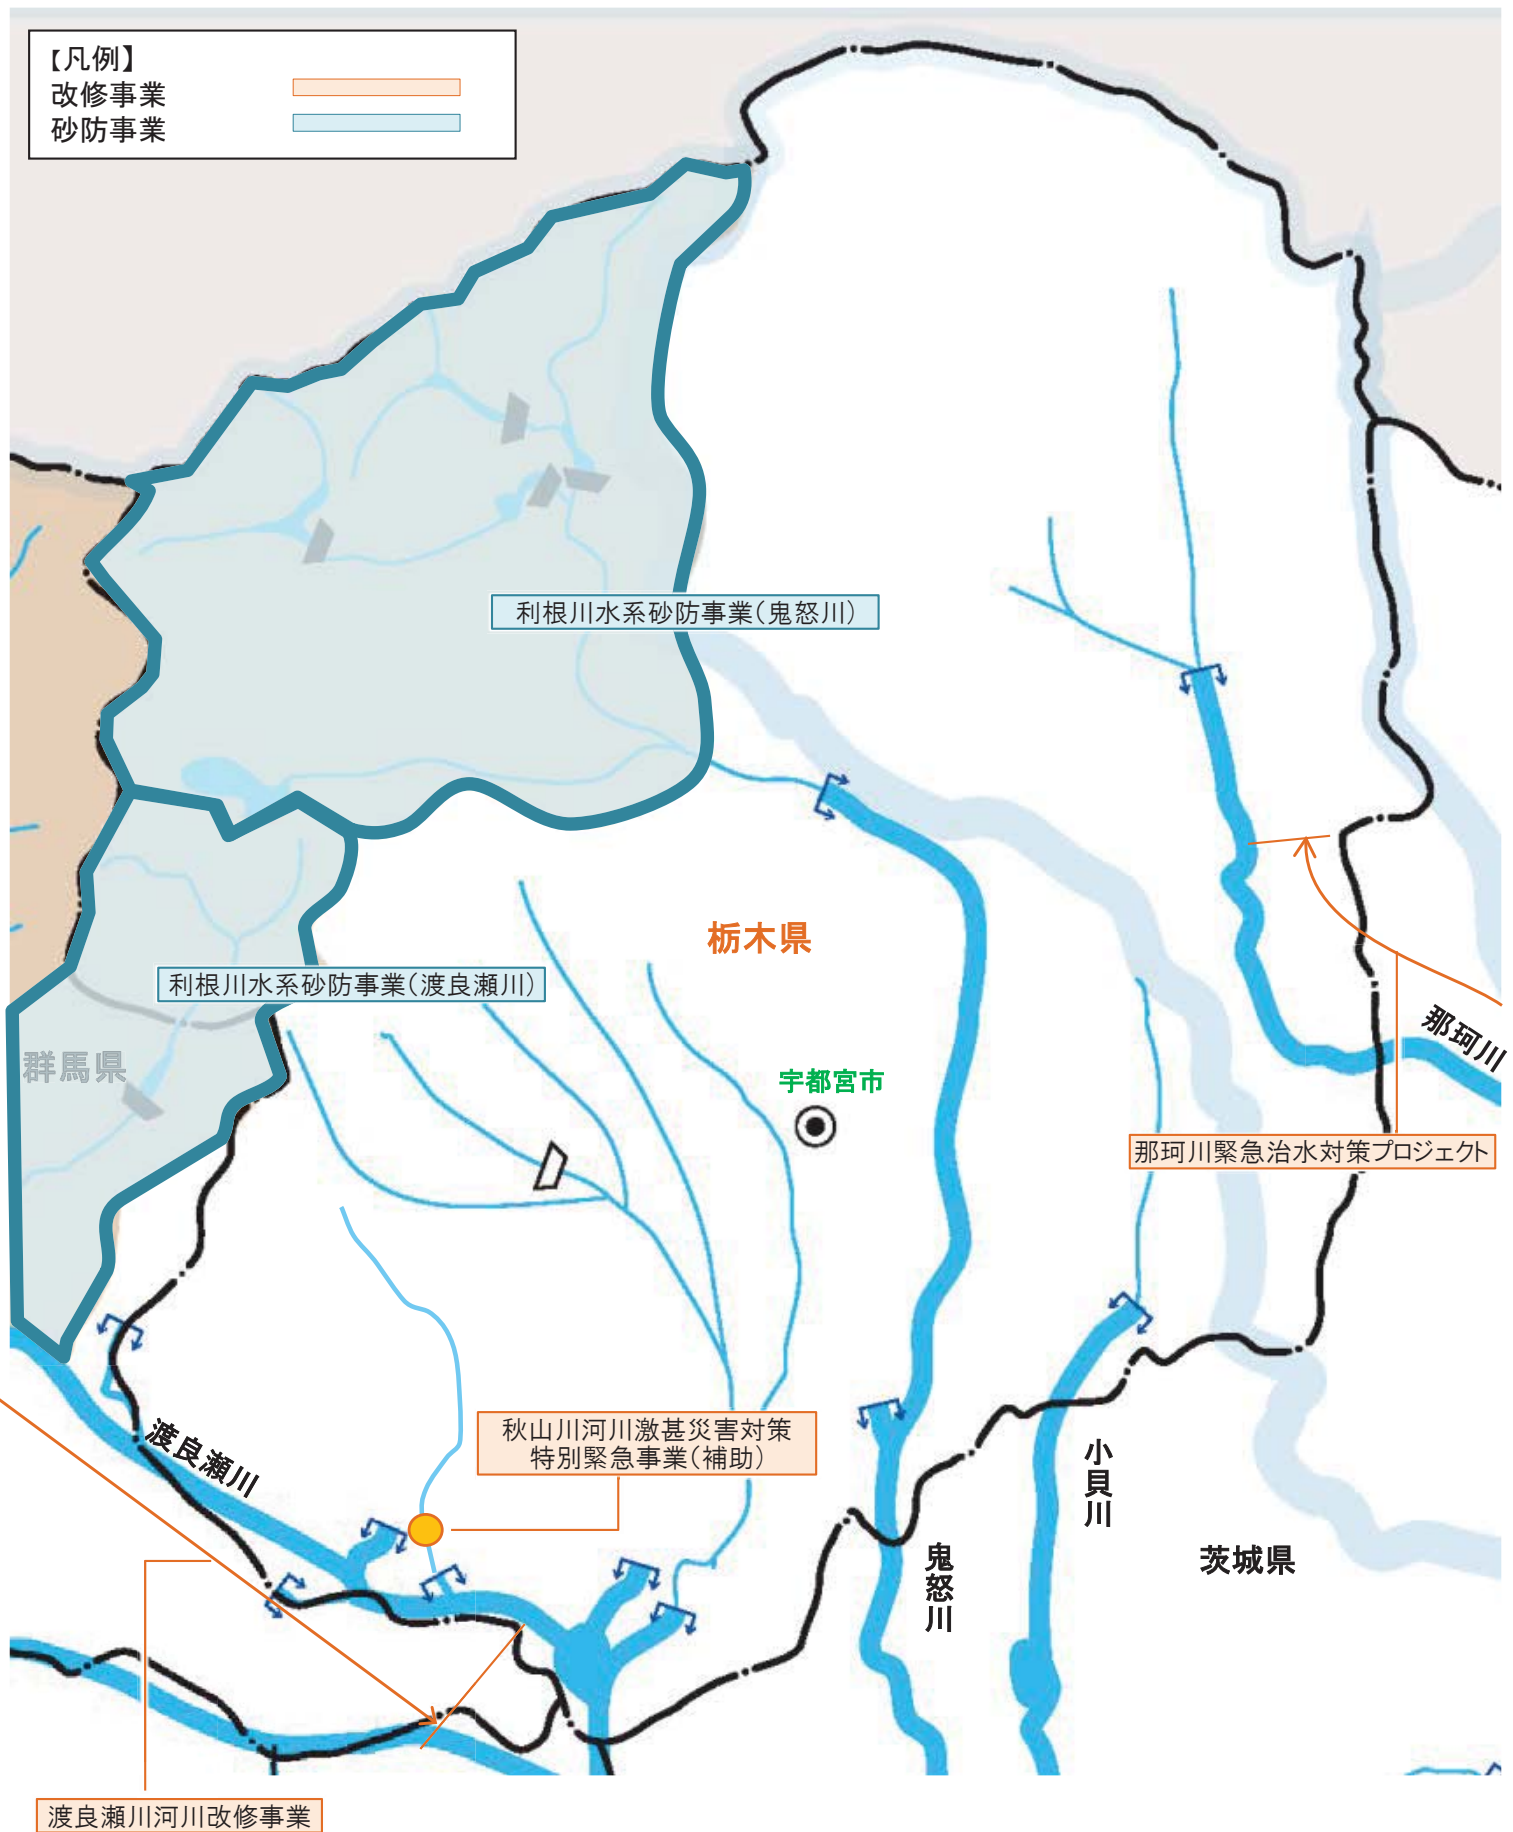 【凡例】
改修事業
砂防事業
利根川水系砂防事業（鬼怒川）
栃木県
利根川水系砂防事業（渡良瀬川）
那珂川
群馬県
宇都宮市
那珂川緊急治水対策プロジェクト
秋山川河川激甚災害対策
特別緊急事業（補助）
渡良瀬川
小貝川
鬼怒川
茨城県
渡良瀬川河川改修事業